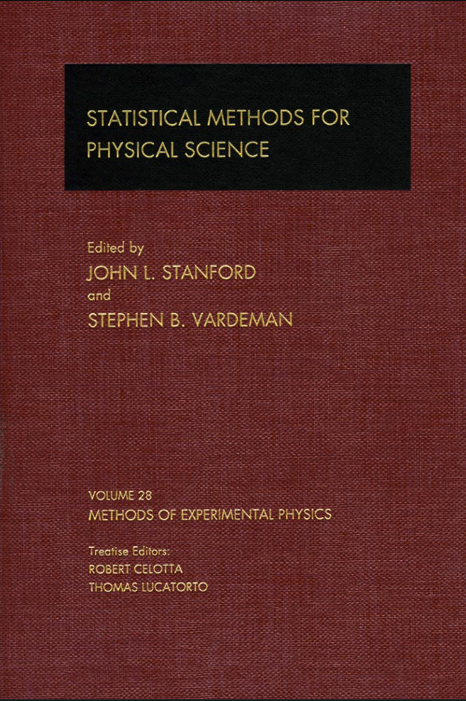 STATISTICAL METHODS FOR
PHYSICAL SCIENCE
Edited by
JOHN L. STANFORD
and
STEPHEN B. VARDEMAN
VOLUME 28
METHODS OF EXPERIMENTAL PHYSICS
Treatise Editors:
ROBERT CELOTTA
THOMAS LUCATORTO